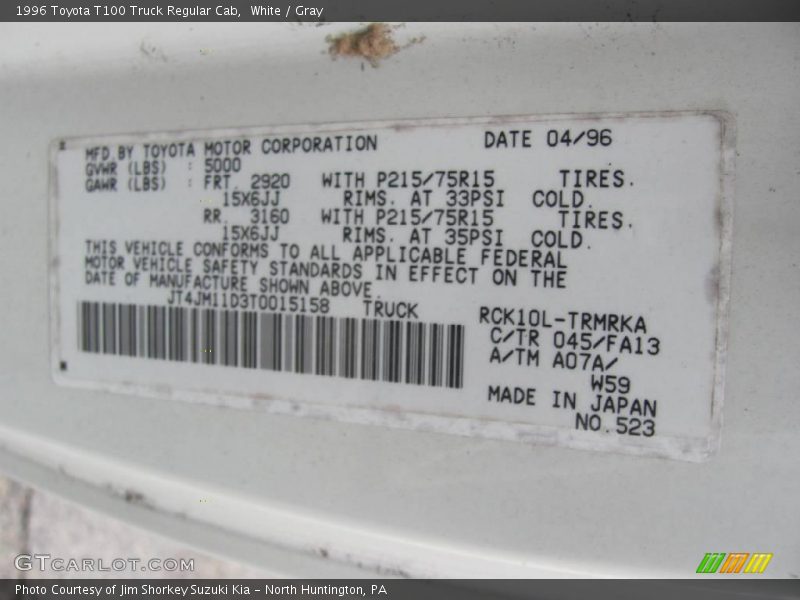 1996 Toyota T100 Truck Regular Cab,  White / Gray
MFD.BY TOYOTA MOTOR CORPORATION DATE 04/96
GVWR (LBS) : 5000
GAWR (LBS) : FRT. 2920 WITH P215/75R15 TIRES.
15X6JJ RIMS. AT 33PSI COLD.
RR. 3160 WITH P215/75R15 TIRES.
15X6JJ RIMS. AT 35PSI COLD.
THIS VEHICLE CONFORMS TO ALL APPLICABLE FEDERAL
MOTOR VEHICLE SAFETY STANDARDS IN EFFECT ON THE
DATE OF MANUFACTURE SHOWN ABOVE.
JT4JM11D3T0015158 TRUCK
RCK10L-TRMRKA
C/TR 045/FA13
A/TM A07A/
W59
MADE IN JAPAN
NO.523
GTCARLOT.COM
Photo Courtesy of Jim Shorkey Suzuki Kia - North Huntington, PA